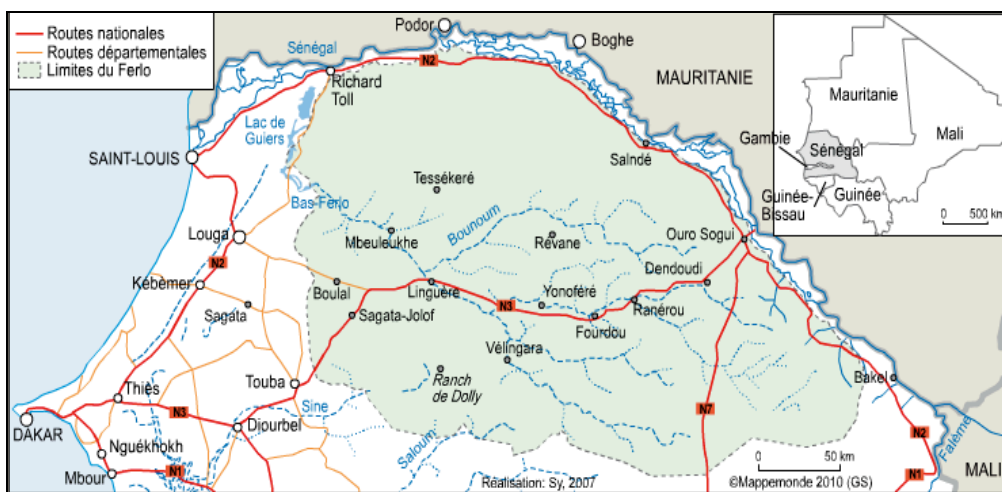 Routes nationales
Routes départementales
Limites du Ferlo
Podor
Boghe
Sénégal
N2
Richard
Toll
MAURITANIE
Mauritanie
Mali
Gambie
Sénégal
Guinée-
Bissau
Guinée
0 500 km
Lac de
Guiers
SAINT-LOUIS
Salndé
Tessékeré
Bas-Ferlo
Bounoum
Louga
Mbeuleukhe
Révane
Ouro Sogui
N2
Kébèmer
Boulal
Linguère
Dendoudi
Yonoféré
N3
Ranérou
Sagata
Sagata-Jolof
Fourdou
Vélingara
Touba
Ranch
de Dolly
Bakel
Thiès
Sine
N3
N7
DAKAR
Djourbel
N2
Falémé
Nguékhokh
Saloum
0 50 km
Mbour
N1
N1
MALI
Réalisation: Sy, 2007
©Mappemonde 2010 (GS)